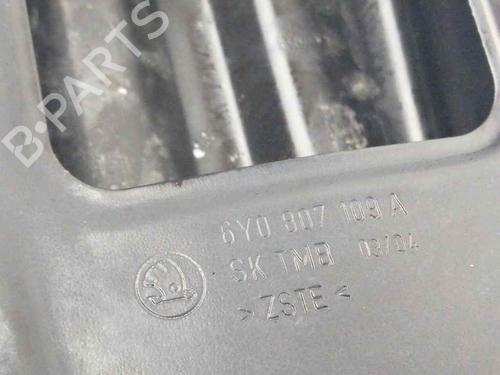 B-PARTS
6Y0 807 109 A
SK TMB 03/04
>ZSTE<